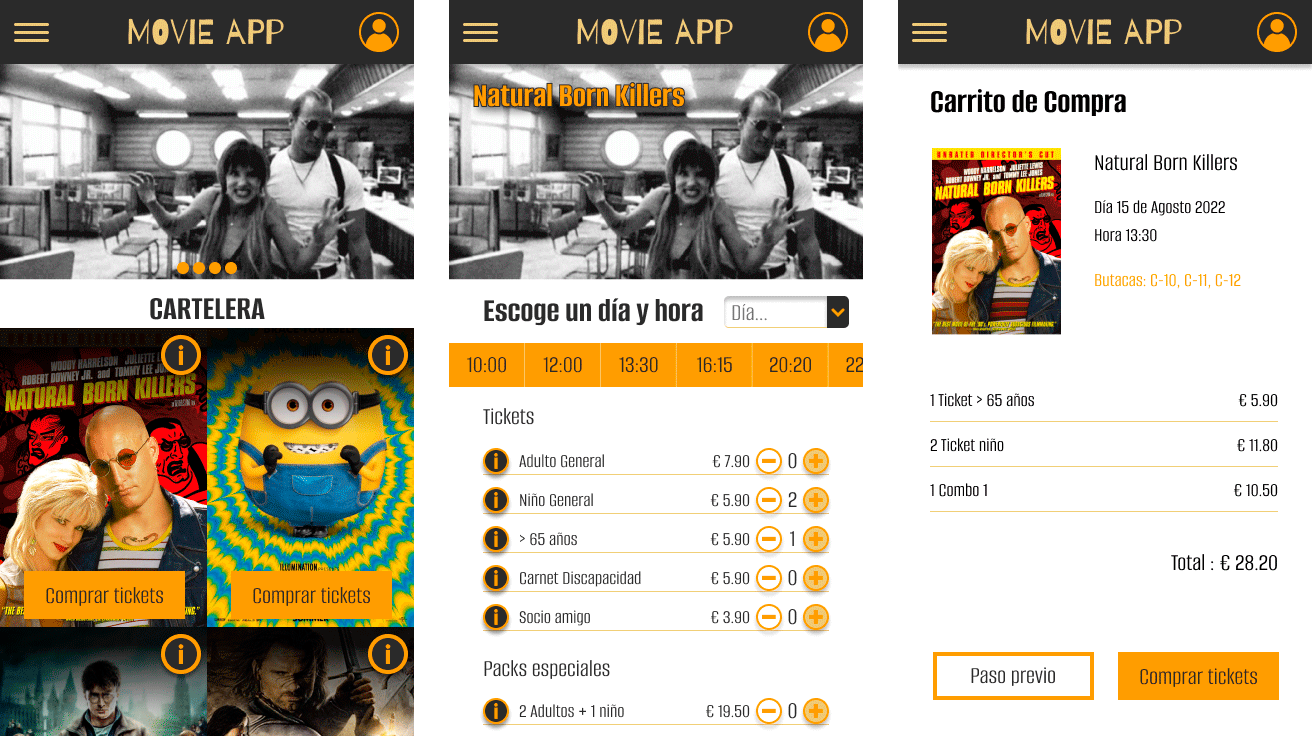 MOVIE APP
CARTELERA
WOODY HARRELSON JULIETTE LEWIS
ROBERT DOWNEY JR. and TOMMY LEE JONES
NATURAL BORN KILLERS
Comprar tickets
ILLUMINATION
Comprar tickets
MOVIE APP
Natural Born Killers
Escoge un día y hora
Día...
10:00 12:00 13:30 16:15 20:20 22
Tickets
Adulto General € 7.90 0
Niño General € 5.90 2
> 65 años € 5.90 1
Carnet Discapacidad € 5.90 0
Socio amigo € 3.90 0
Packs especiales
2 Adultos + 1 niño € 19.50 0
MOVIE APP
Carrito de Compra
UNRATED DIRECTOR'S CUT
WOODY HARRELSON JULIETTE LEWIS
ROBERT DOWNEY JR. and TOMMY LEE JONES
NATURAL BORN KILLERS
Natural Born Killers
Día 15 de Agosto 2022
Hora 13:30
Butacas: C-10, C-11, C-12
1 Ticket > 65 años € 5.90
2 Ticket niño € 11.80
1 Combo 1 € 10.50
Total : € 28.20
Paso previo
Comprar tickets